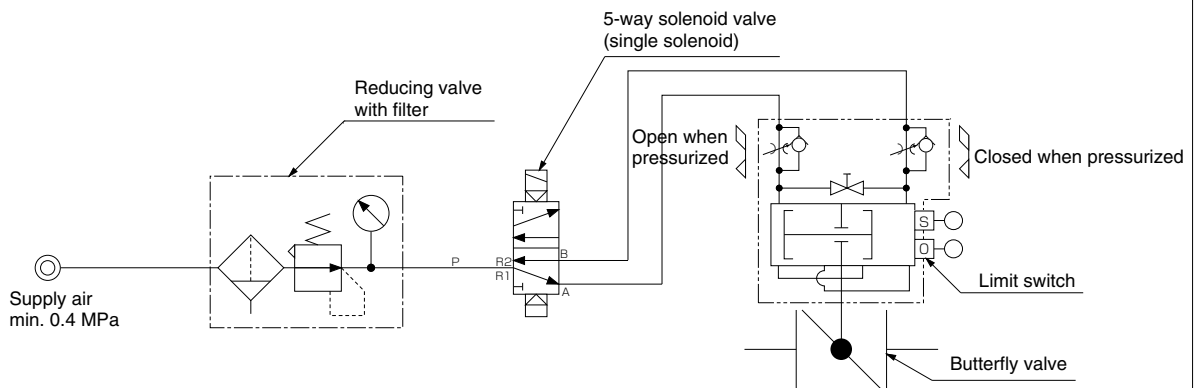 5-way solenoid valve
(single solenoid)
Reducing valve
with filter
Open when
pressurized
Closed when pressurized
S
O
P
R2
R1
B
A
Supply air
min. 0.4 MPa
Limit switch
Butterfly valve